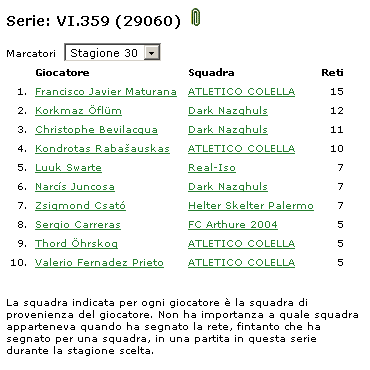 Serie: VI.359 (29060)
Marcatori Stagione 30
Giocatore Squadra Reti
1. Francisco Javier Maturana ATLETICO COLELLA 15
2. Korkmaz Öflüm Dark Nazghuls 12
3. Christophe Bevilacqua Dark Nazghuls 11
4. Kondrotas Rabašauskas ATLETICO COLELLA 10
5. Luuk Swarte Real-Iso 7
6. Narcís Juncosa Dark Nazghuls 7
7. Zsigmond Csató Helter Skelter Palermo 7
8. Sergio Carreras FC Arthure 2004 5
9. Thord Öhrskog ATLETICO COLELLA 5
10. Valerio Fernadez Prieto ATLETICO COLELLA 5
La squadra indicata per ogni giocatore è la squadra di
provenienza del giocatore. Non ha importanza a quale squadra
apparteneva quando ha segnato la rete, fintanto che ha
segnato per una squadra, in una partita in questa serie
durante la stagione scelta.